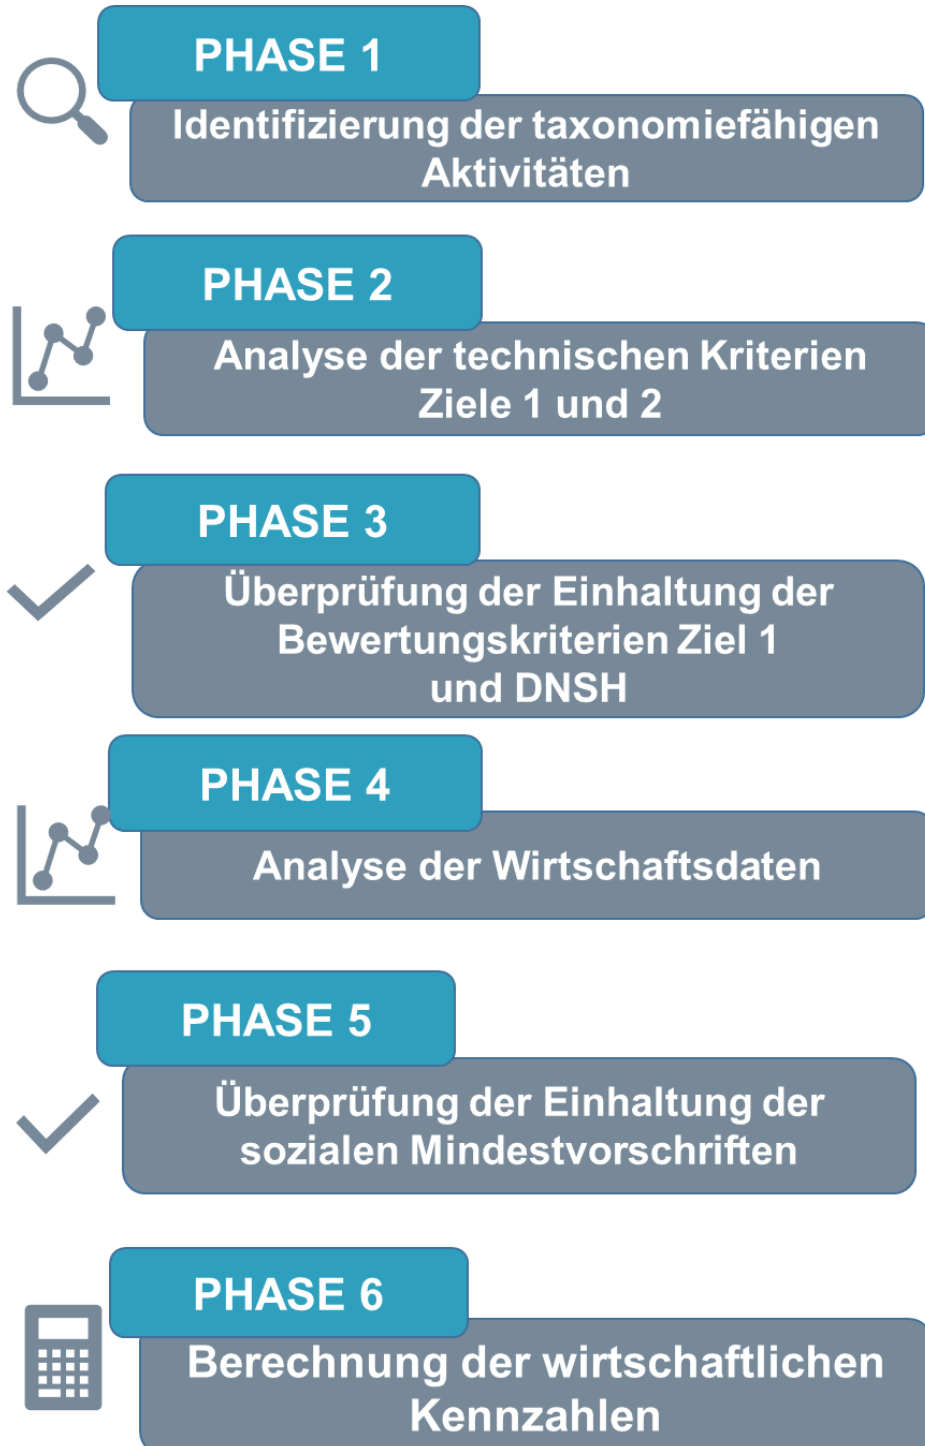 PHASE 1
Identifizierung der taxonomiefähigen
Aktivitäten
PHASE 2
Analyse der technischen Kriterien
Ziele 1 und 2
PHASE 3
Überprüfung der Einhaltung der
Bewertungskriterien Ziel 1
und DNSH
PHASE 4
Analyse der Wirtschaftsdaten
PHASE 5
Überprüfung der Einhaltung der
sozialen Mindestvorschriften
PHASE 6
Berechnung der wirtschaftlichen
Kennzahlen